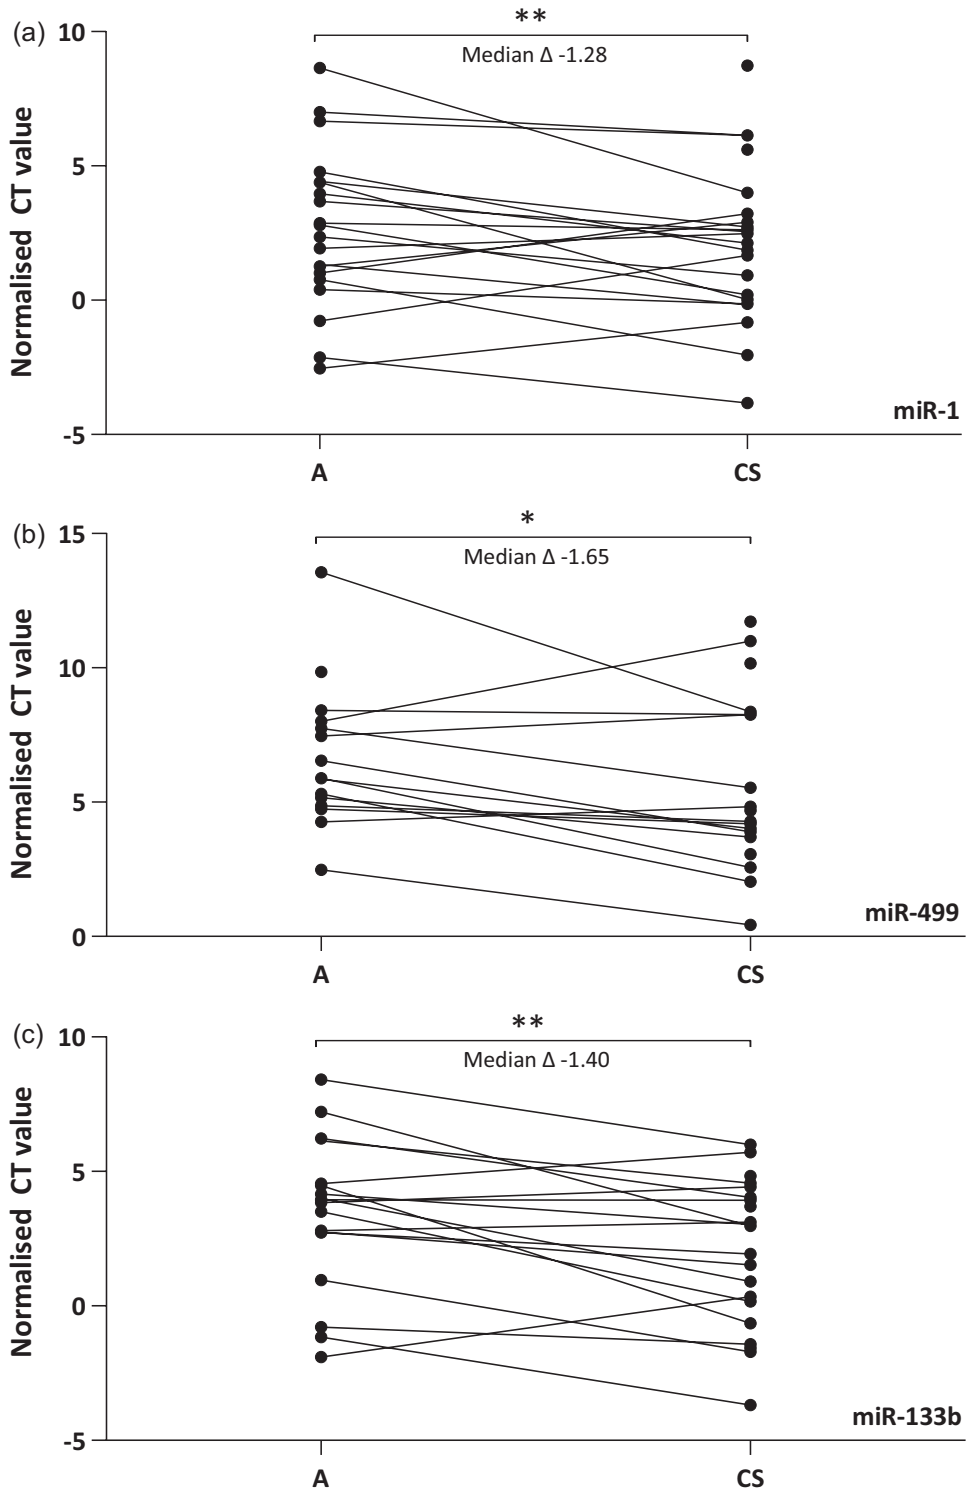 (a)
**
Median Δ -1.28
10
5
0
-5
Normalised CT value
miR-1
A CS
(b)
*
Median Δ -1.65
15
10
5
0
Normalised CT value
miR-499
A CS
(c)
**
Median Δ -1.40
10
5
0
-5
Normalised CT value
miR-133b
A CS